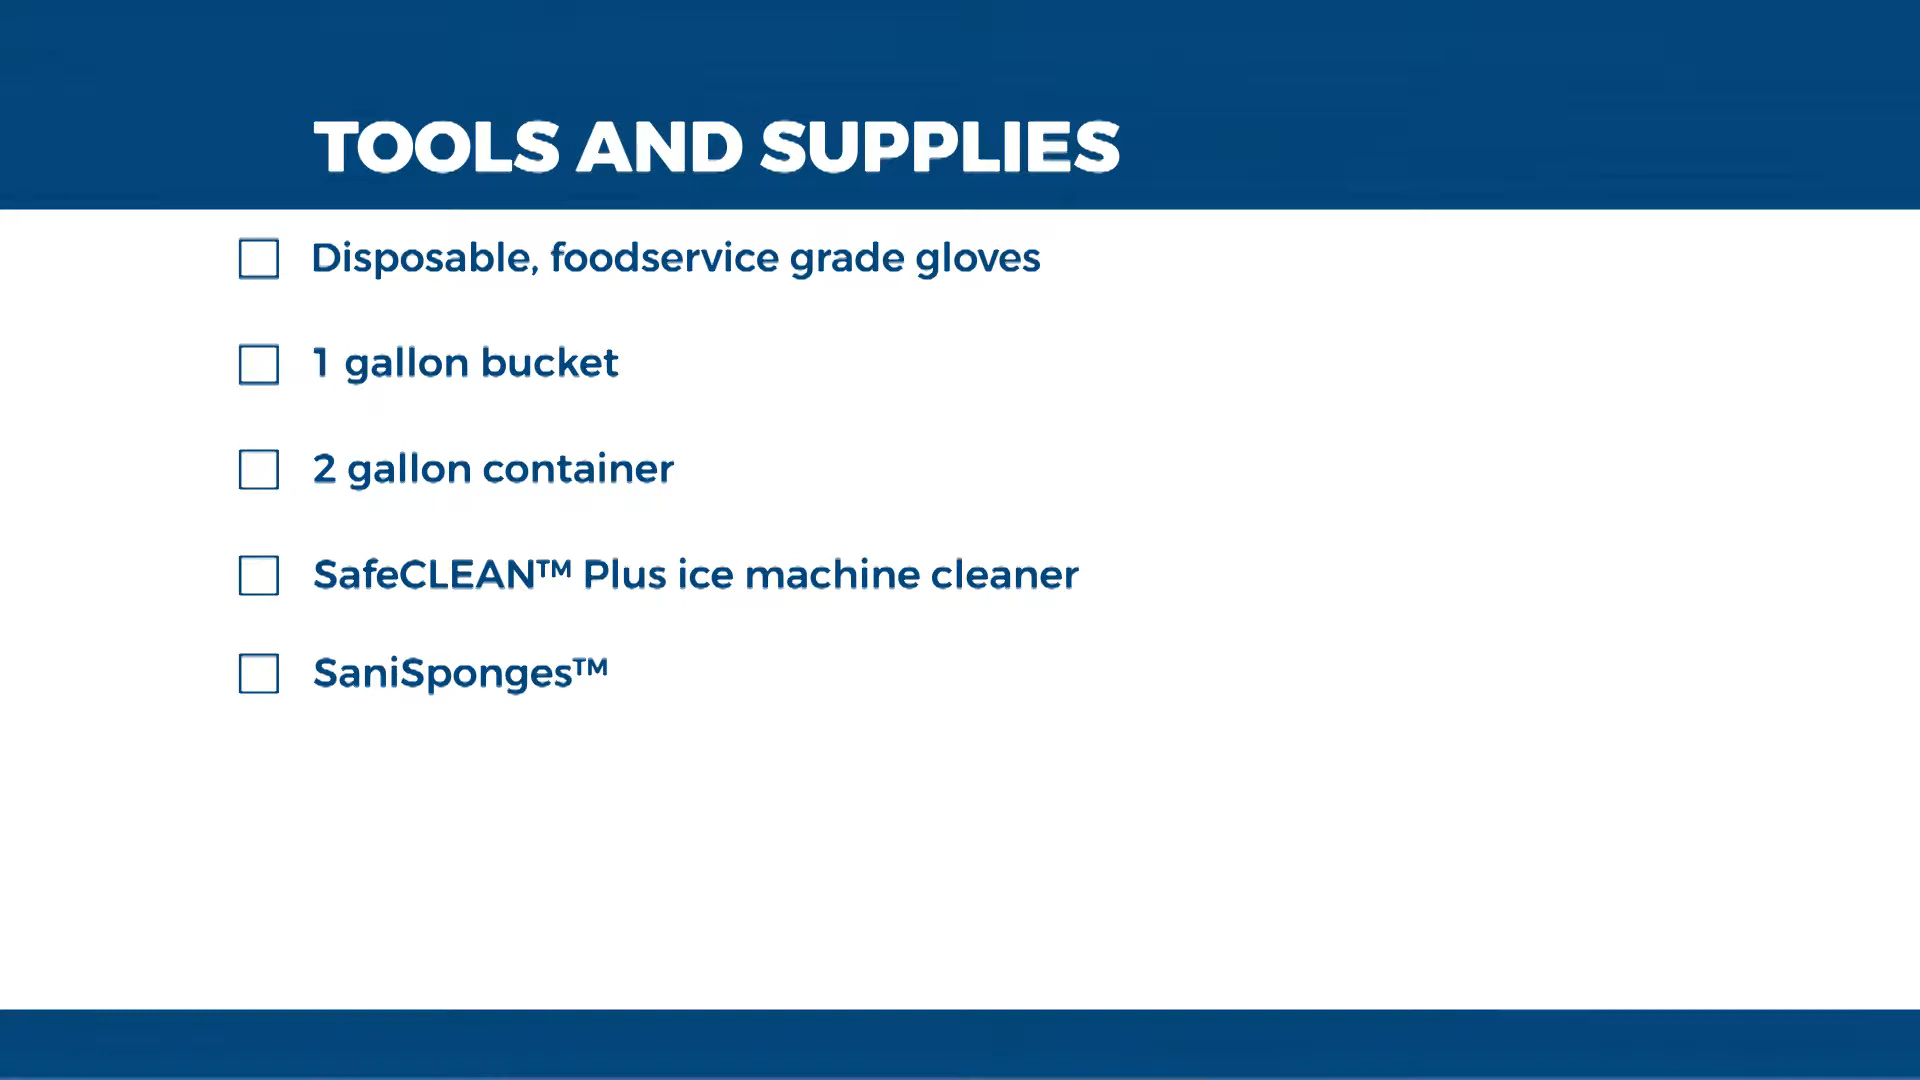 TOOLS AND SUPPLIES
Disposable, foodservice grade gloves
1 gallon bucket
2 gallon container
SafeCLEAN™ Plus ice machine cleaner
SaniSponges™